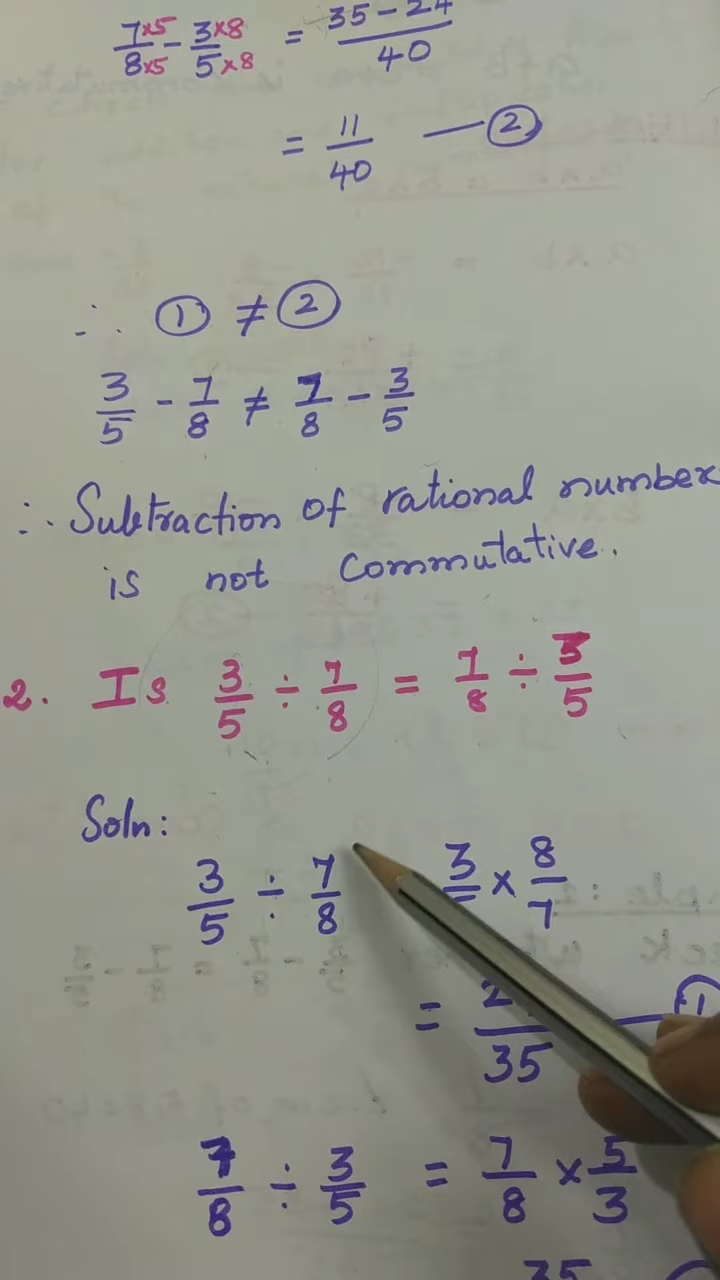 7×5/8×5 - 3×8/5×8 = 35-24/40
= 11/40 — ②
∴ ① ≠ ②
3/5 - 7/8 ≠ 7/8 - 3/5
∴ Subtraction of rational number
is not commutative.
2. Is 3/5 ÷ 7/8 = 7/8 ÷ 3/5
Soln:
3/5 ÷ 7/8 3 × 8/7
= /35 — ①
7/8 ÷ 3/5 = 7/8 × 5/3
35